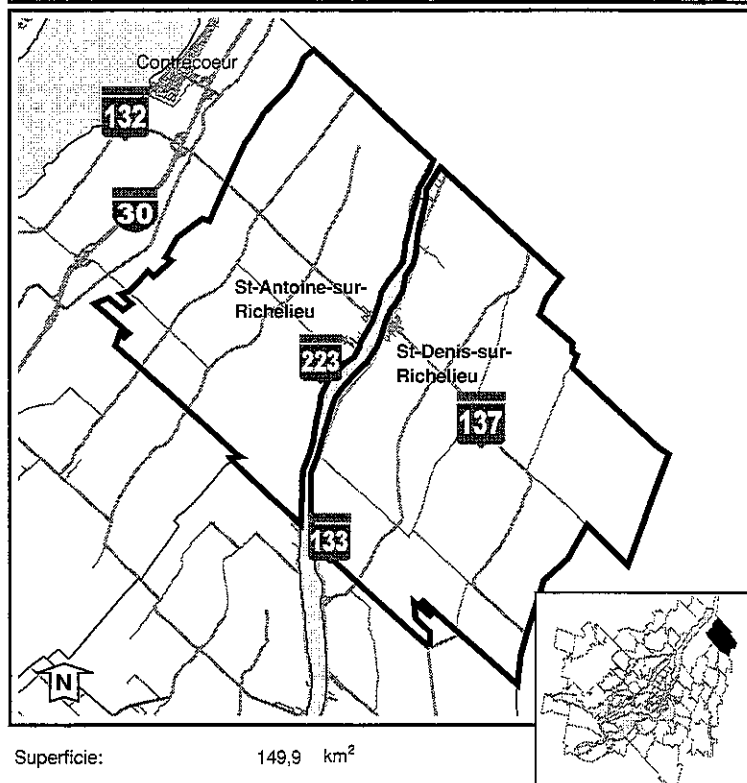 Contrecoeur
132
30
St-Antoine-sur-
Richelieu
223
St-Denis-sur-
Richelieu
137
133
N
Superficie: 149,9 km²